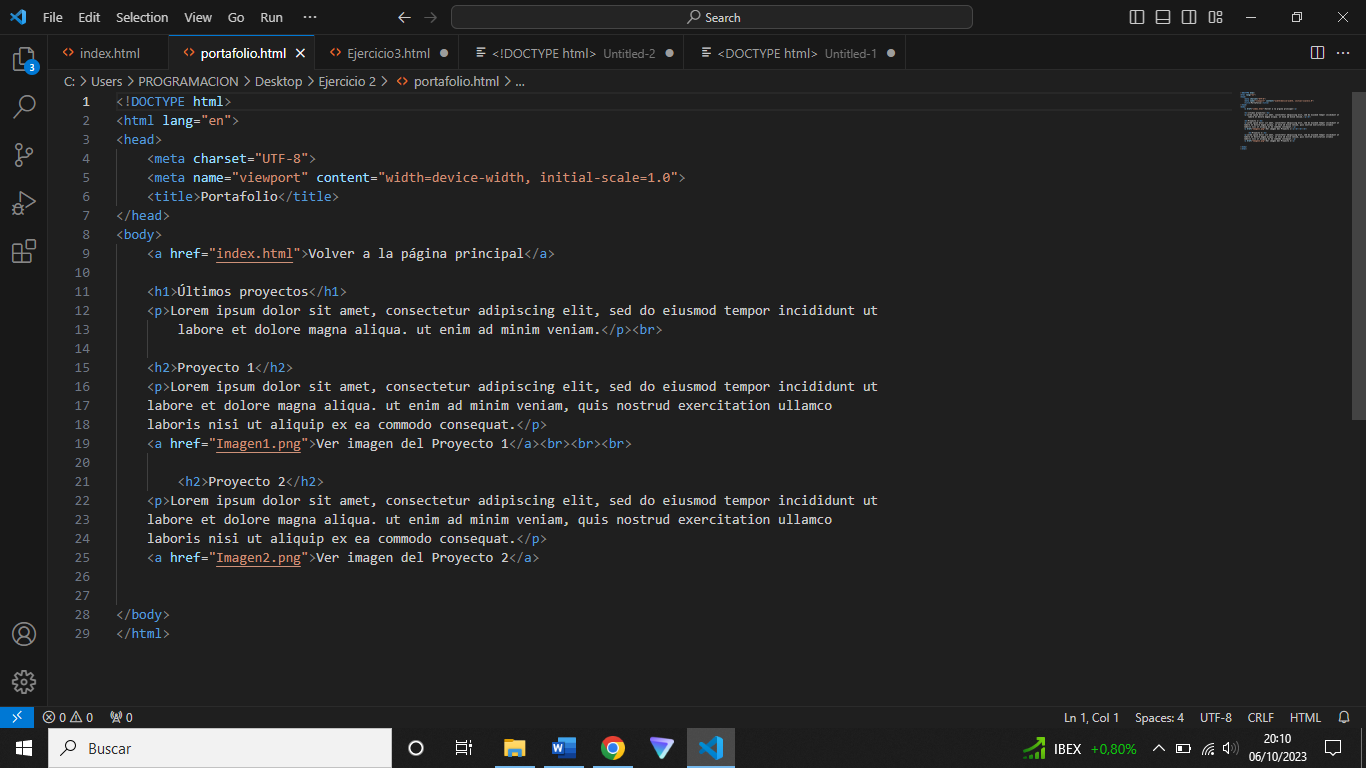 File Edit Selection View Go Run ··· Search
index.html portafolio.html Ejercicio3.html <!DOCTYPE html> Untitled-2 <DOCTYPE html> Untitled-1
C: > Users > PROGRAMACION > Desktop > Ejercicio 2 > portafolio.html > ...
1 <!DOCTYPE html>
2 <html lang="en">
3 <head>
4 <meta charset="UTF-8">
5 <meta name="viewport" content="width=device-width, initial-scale=1.0">
6 <title>Portafolio</title>
7 </head>
8 <body>
9 <a href="index.html">Volver a la página principal</a>
10
11 <h1>Últimos proyectos</h1>
12 <p>Lorem ipsum dolor sit amet, consectetur adipiscing elit, sed do eiusmod tempor incididunt ut
13 labore et dolore magna aliqua. ut enim ad minim veniam.</p><br>
14
15 <h2>Proyecto 1</h2>
16 <p>Lorem ipsum dolor sit amet, consectetur adipiscing elit, sed do eiusmod tempor incididunt ut
17 labore et dolore magna aliqua. ut enim ad minim veniam, quis nostrud exercitation ullamco
18 laboris nisi ut aliquip ex ea commodo consequat.</p>
19 <a href="Imagen1.png">Ver imagen del Proyecto 1</a><br><br><br>
20
21 <h2>Proyecto 2</h2>
22 <p>Lorem ipsum dolor sit amet, consectetur adipiscing elit, sed do eiusmod tempor incididunt ut
23 labore et dolore magna aliqua. ut enim ad minim veniam, quis nostrud exercitation ullamco
24 laboris nisi ut aliquip ex ea commodo consequat.</p>
25 <a href="Imagen2.png">Ver imagen del Proyecto 2</a>
26
27
28 </body>
29 </html>
3
0 0 0 Ln 1, Col 1 Spaces: 4 UTF-8 CRLF HTML
Buscar W IBEX +0,80% 20:10
06/10/2023